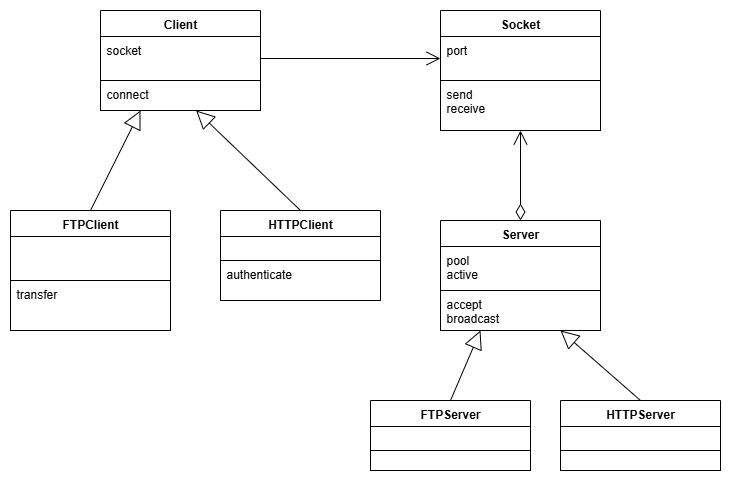 Client
socket
connect
Socket
port
send
receive
FTPClient
transfer
HTTPClient
authenticate
Server
pool
active
accept
broadcast
FTPServer
HTTPServer